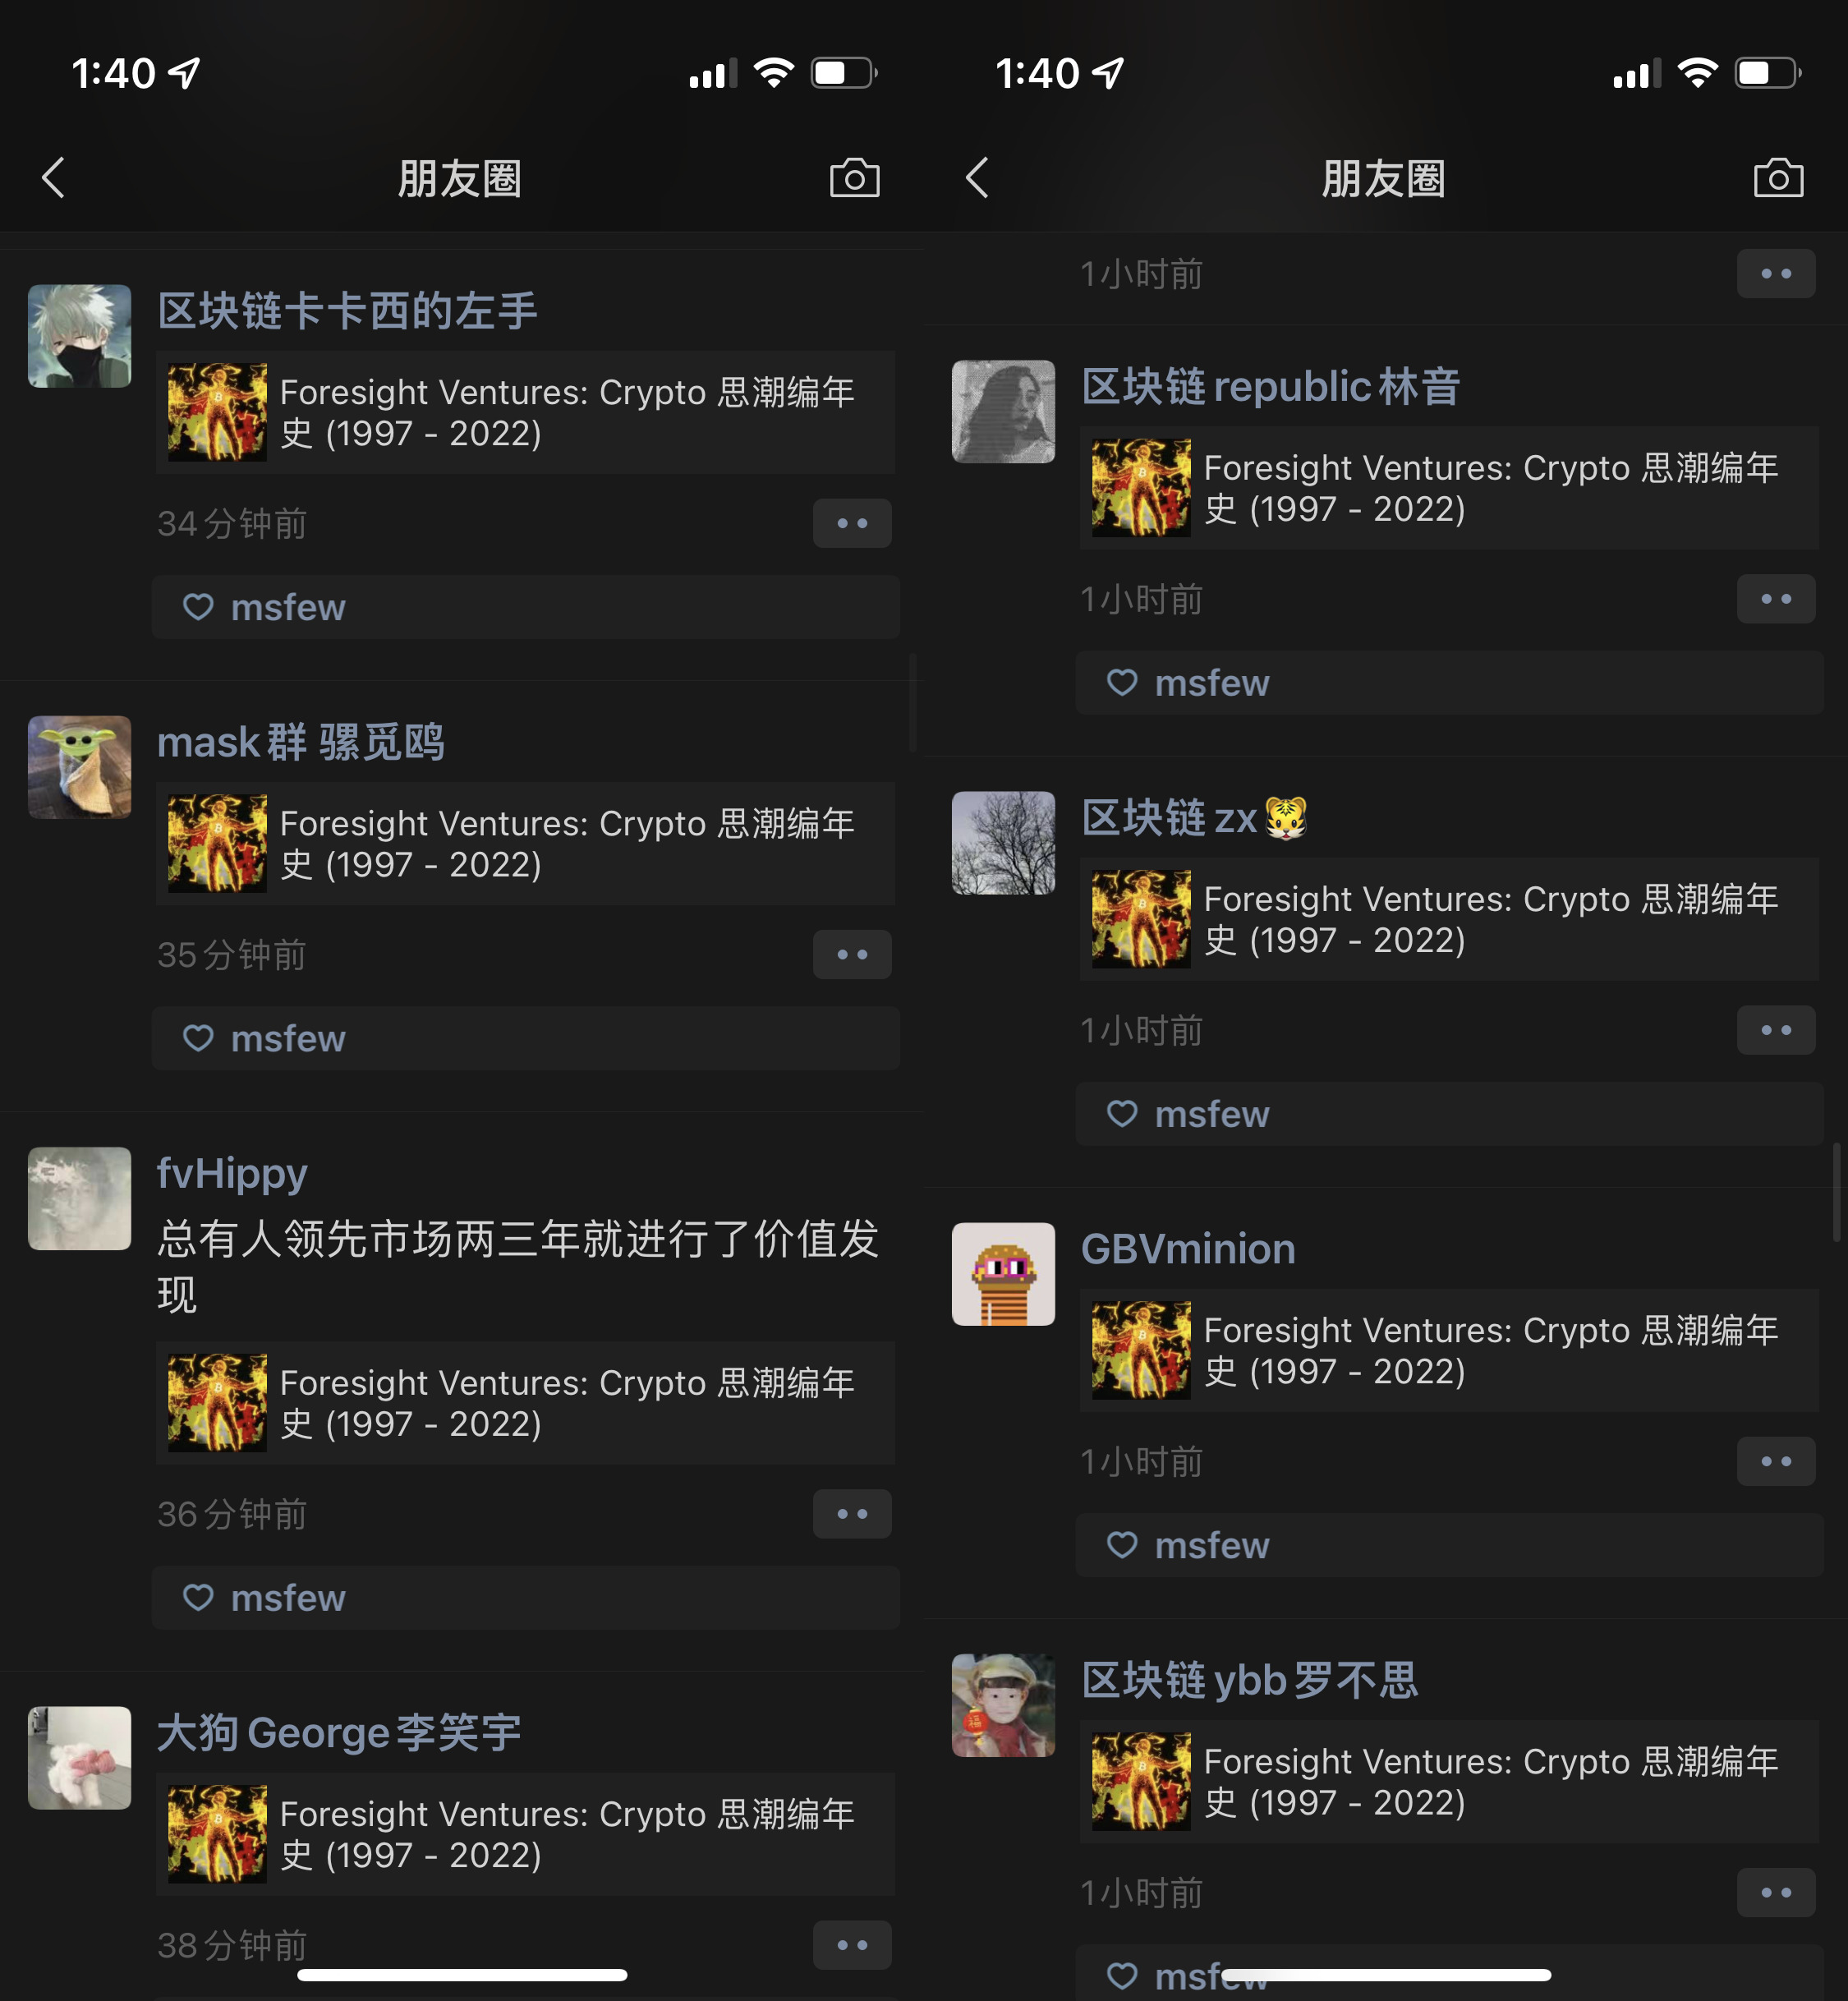 1:40
朋友圈
区块链卡卡西的左手
Foresight Ventures: Crypto 思潮编年
史 (1997 - 2022)
34分钟前
msfew
mask群 骡觅鸥
Foresight Ventures: Crypto 思潮编年
史 (1997 - 2022)
35分钟前
msfew
fvHippy
总有人领先市场两三年就进行了价值发
现
Foresight Ventures: Crypto 思潮编年
史 (1997 - 2022)
36分钟前
msfew
大狗George李笑宇
Foresight Ventures: Crypto 思潮编年
史 (1997 - 2022)
38分钟前
1:40
朋友圈
1小时前
区块链republic林音
Foresight Ventures: Crypto 思潮编年
史 (1997 - 2022)
1小时前
msfew
区块链zx🐯
Foresight Ventures: Crypto 思潮编年
史 (1997 - 2022)
1小时前
msfew
GBVminion
Foresight Ventures: Crypto 思潮编年
史 (1997 - 2022)
1小时前
msfew
区块链ybb罗不思
Foresight Ventures: Crypto 思潮编年
史 (1997 - 2022)
1小时前
msfew